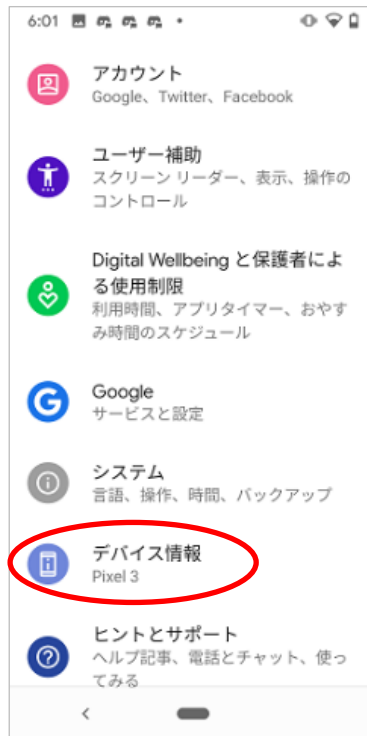 6:01
アカウント
Google、Twitter、Facebook
ユーザー補助
スクリーン リーダー、表示、操作の
コントロール
Digital Wellbeing と保護者によ
る使用制限
利用時間、アプリタイマー、おやす
み時間のスケジュール
Google
サービスと設定
システム
言語、操作、時間、バックアップ
デバイス情報
Pixel 3
ヒントとサポート
ヘルプ記事、電話とチャット、使っ
てみる